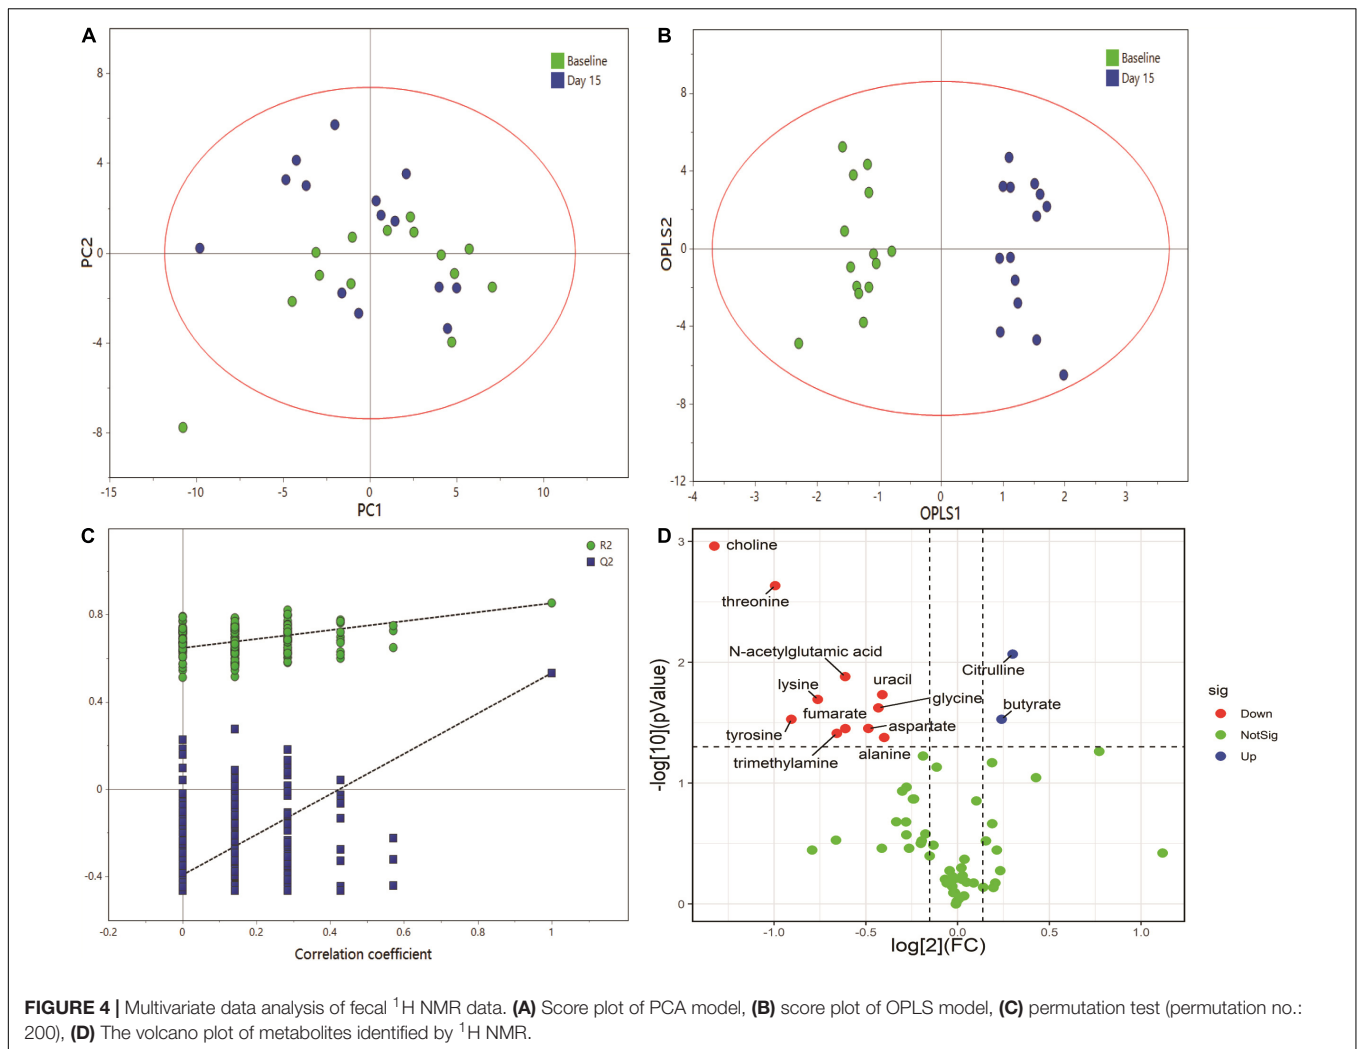 A
Baseline
Day 15
8
4
0
-4
-8
PC2
-15
-10
-5
0
5
10
PC1
B
Baseline
Day 15
8
4
0
-4
-8
-12
OPLS2
-4
-3
-2
-1
0
1
2
3
OPLS1
C
R2
Q2
0.8
0.4
0
-0.4
-0.2
0
0.2
0.4
0.6
0.8
1
Correlation coefficient
D
choline
threonine
N-acetylglutamic acid
lysine
uracil
glycine
fumarate
tyrosine
aspartate
trimethylamine
alanine
Citrulline
butyrate
3
2
1
0
-log[10](pValue)
-1.0
-0.5
0.0
0.5
1.0
log[2](FC)
sig
Down
NotSig
Up
FIGURE 4 | Multivariate data analysis of fecal ¹H NMR data. (A) Score plot of PCA model, (B) score plot of OPLS model, (C) permutation test (permutation no.:
200), (D) The volcano plot of metabolites identified by ¹H NMR.